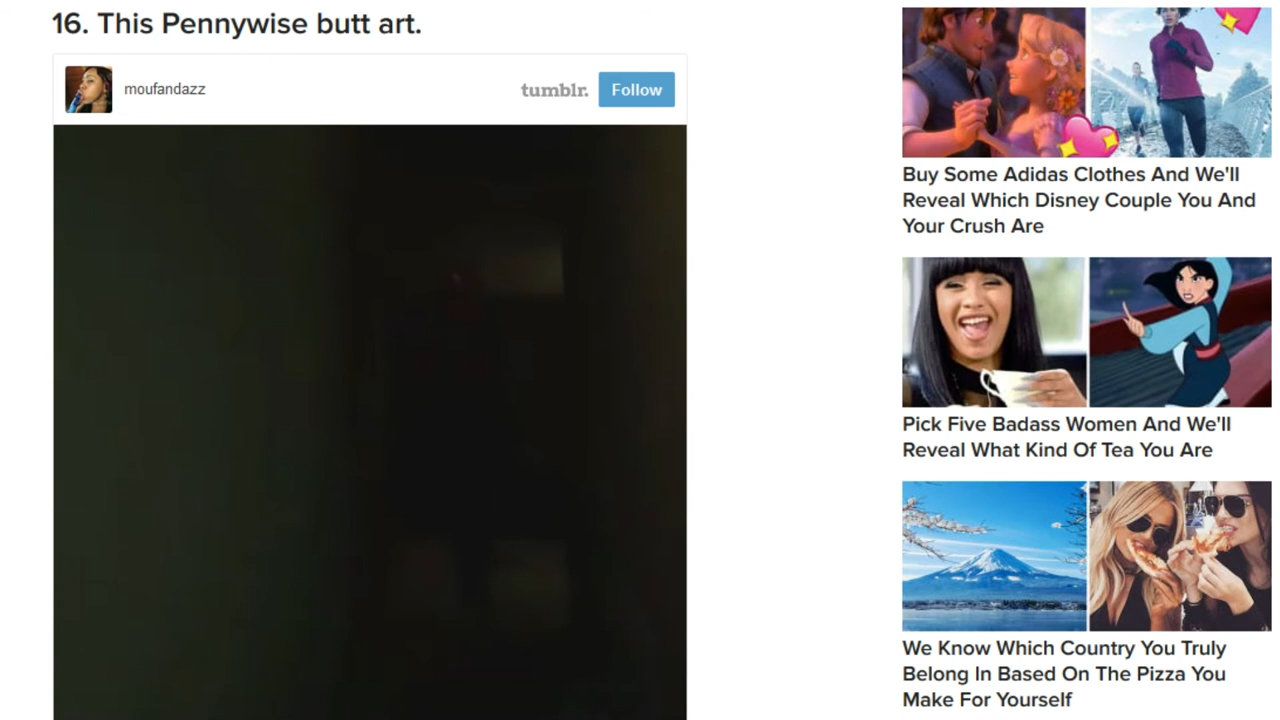 16. This Pennywise butt art.
moufandazz
tumblr.
Follow
Buy Some Adidas Clothes And We'll
Reveal Which Disney Couple You And
Your Crush Are
Pick Five Badass Women And We'll
Reveal What Kind Of Tea You Are
We Know Which Country You Truly
Belong In Based On The Pizza You
Make For Yourself